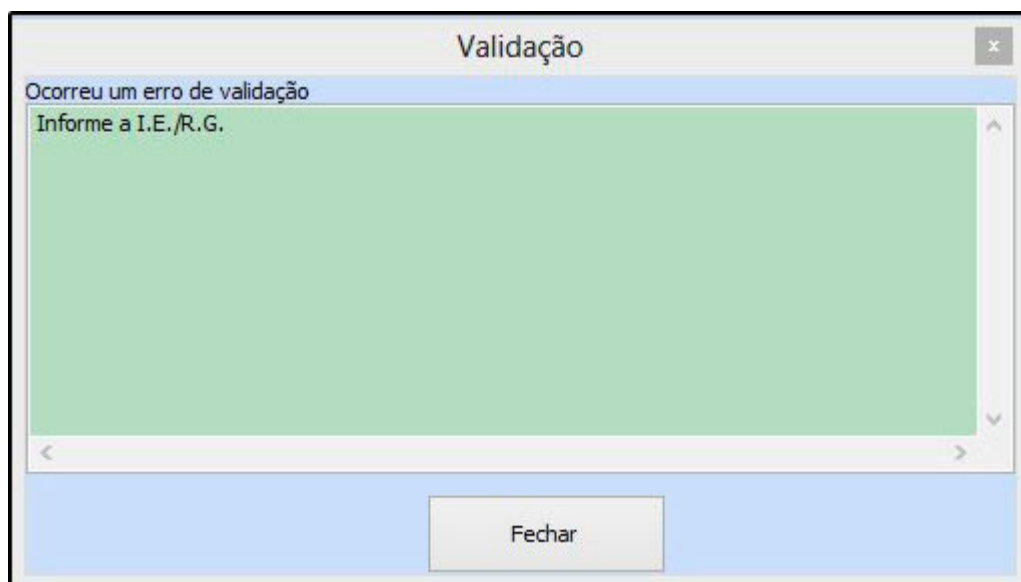 Validação
x
Ocorreu um erro de validação
Informe a I.E./R.G.
Fechar